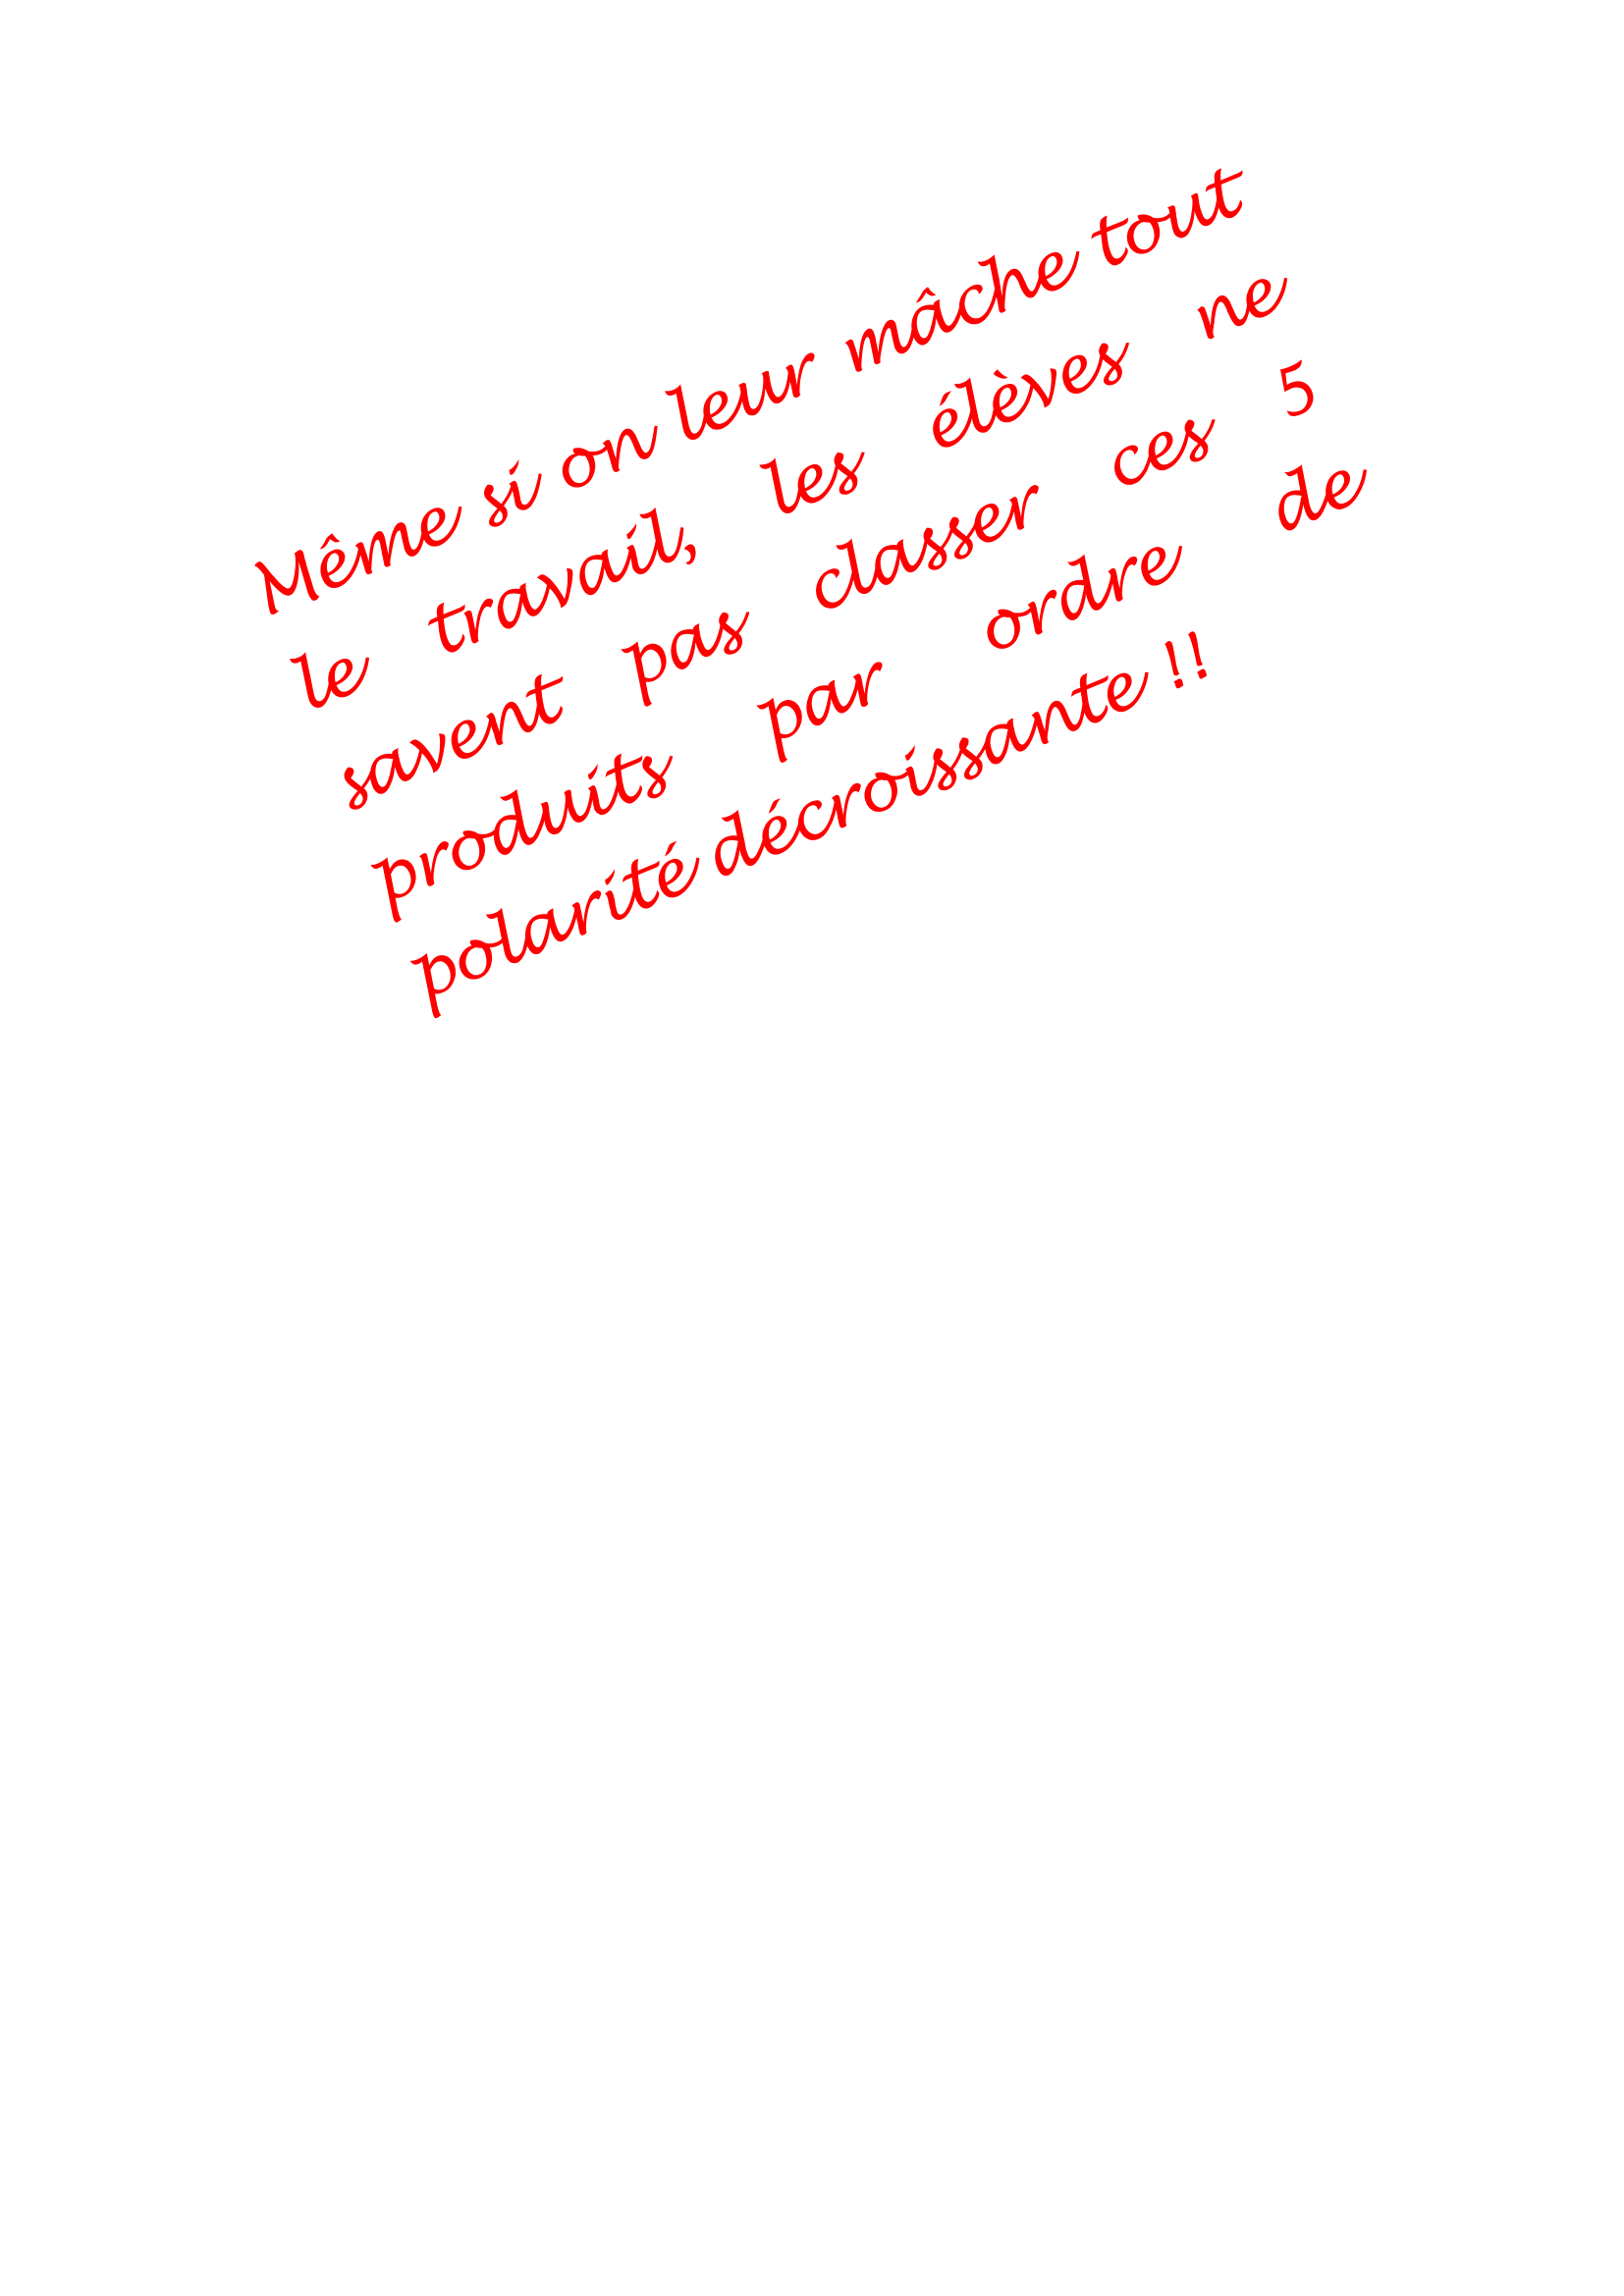 Même si on leur mâche tout
le travail, les élèves ne
savent pas classer ces 5
produits par ordre de
polarité décroissante !!